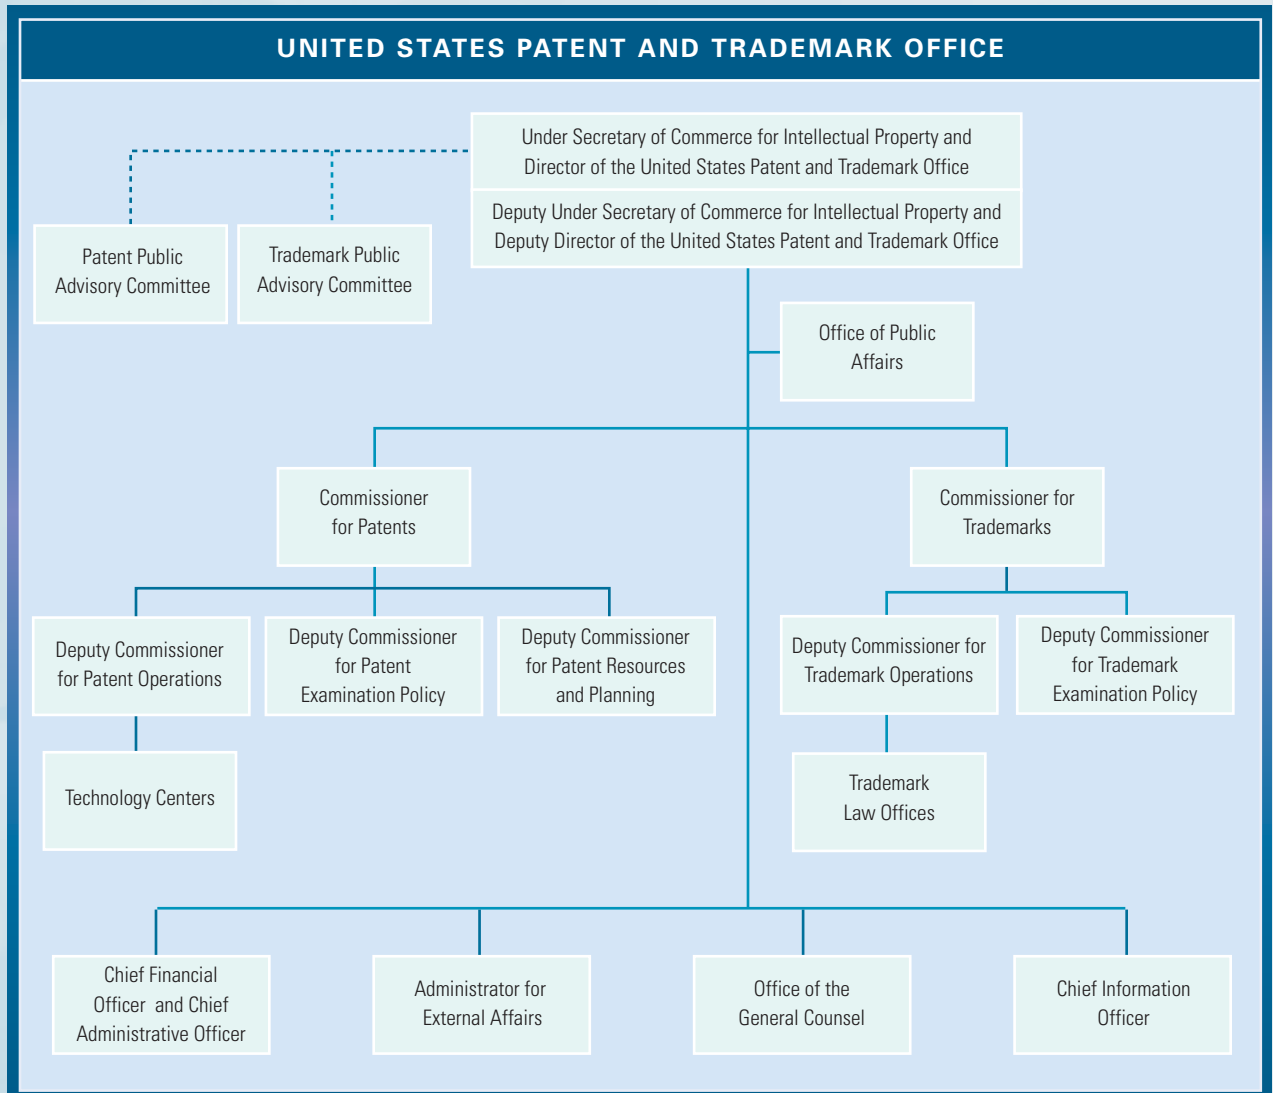 UNITED STATES PATENT AND TRADEMARK OFFICE
Under Secretary of Commerce for Intellectual Property and
Director of the United States Patent and Trademark Office
Deputy Under Secretary of Commerce for Intellectual Property and
Deputy Director of the United States Patent and Trademark Office
Patent Public
Advisory Committee
Trademark Public
Advisory Committee
Office of Public
Affairs
Commissioner
for Patents
Commissioner for
Trademarks
Deputy Commissioner
for Patent Operations
Deputy Commissioner
for Patent
Examination Policy
Deputy Commissioner
for Patent Resources
and Planning
Deputy Commissioner for
Trademark Operations
Deputy Commissioner
for Trademark
Examination Policy
Technology Centers
Trademark
Law Offices
Chief Financial
Officer and Chief
Administrative Officer
Administrator for
External Affairs
Office of the
General Counsel
Chief Information
Officer